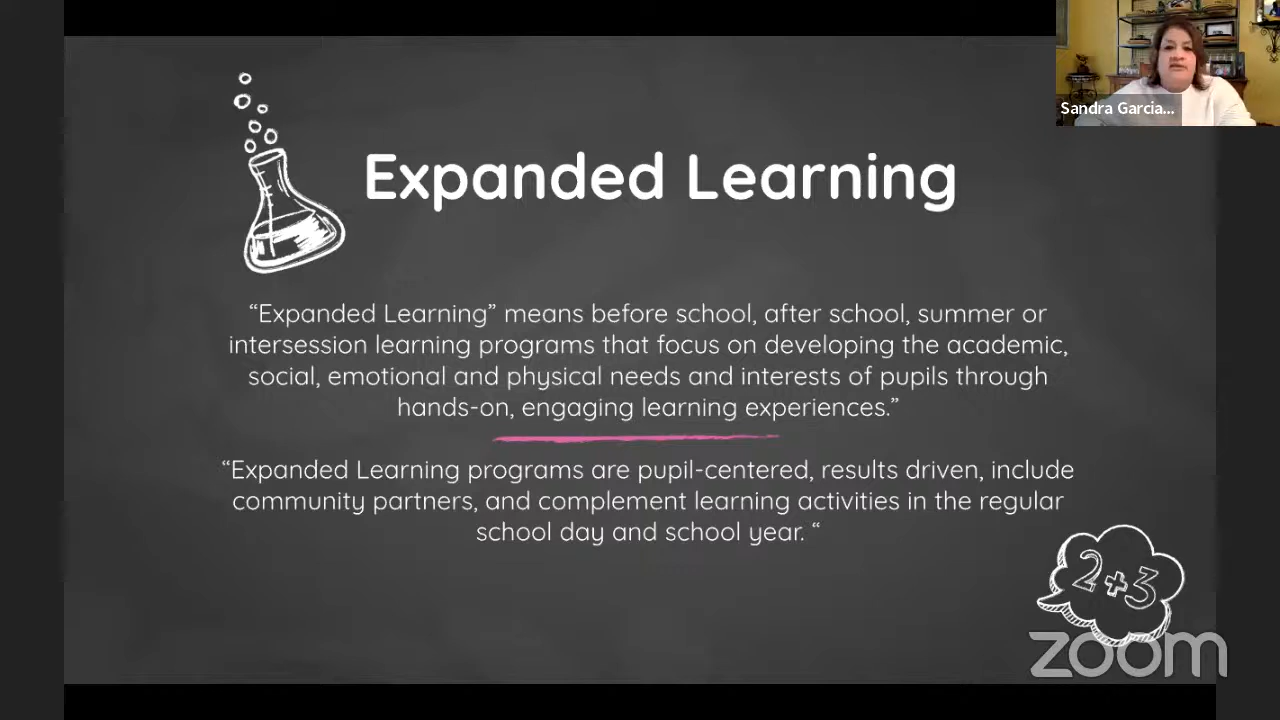 Sandra Garcia...
Expanded Learning
“Expanded Learning” means before school, after school, summer or
intersession learning programs that focus on developing the academic,
social, emotional and physical needs and interests of pupils through
hands-on, engaging learning experiences.”
“Expanded Learning programs are pupil-centered, results driven, include
community partners, and complement learning activities in the regular
school day and school year. “
2+3
zoom